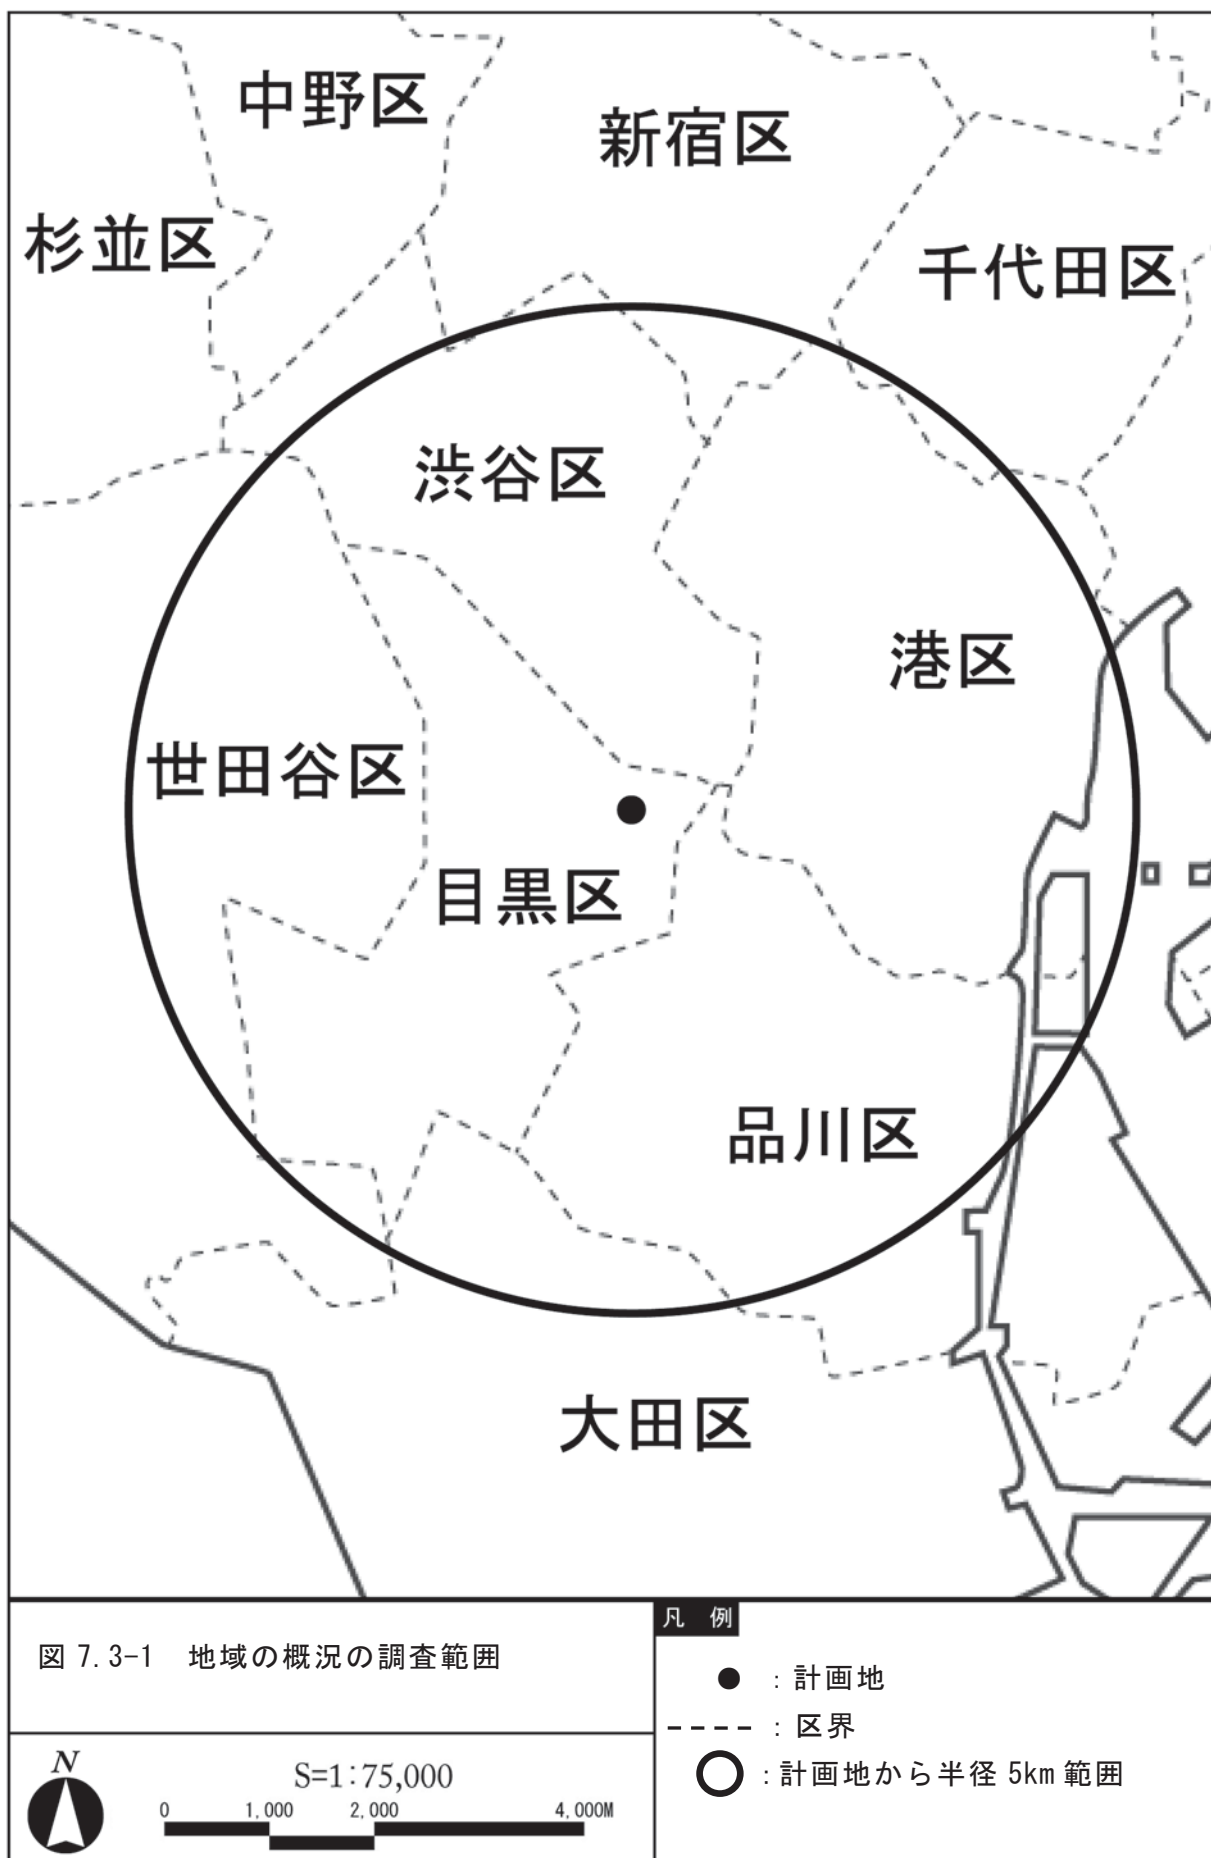 中野区
新宿区
杉並区
千代田区
渋谷区
港区
世田谷区
目黒区
品川区
大田区
図 7.3-1　地域の概況の調査範囲
凡 例
：計画地
：区界
：計画地から半径 5km 範囲
N
S=1:75,000
0 1,000 2,000 4,000M